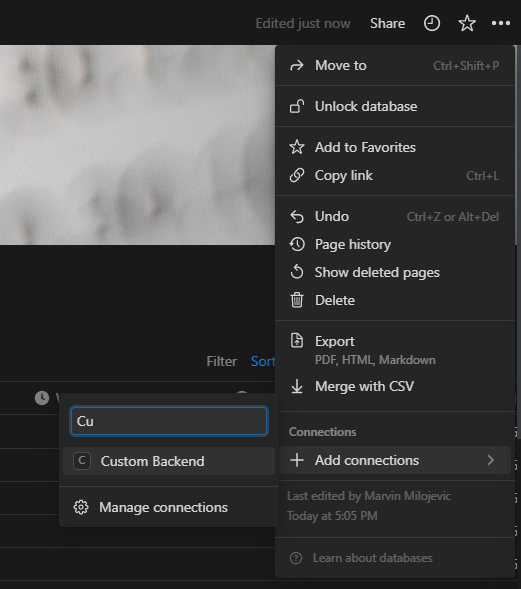 Edited just now
Share
Move to Ctrl+Shift+P
Unlock database
Add to Favorites
Copy link Ctrl+L
Undo Ctrl+Z or Alt+Del
Page history
Show deleted pages
Delete
Export
PDF, HTML, Markdown
Merge with CSV
Connections
Add connections
Last edited by Marvin Milojevic
Today at 5:05 PM
Learn about databases
Filter Sort
Cu
C Custom Backend
Manage connections